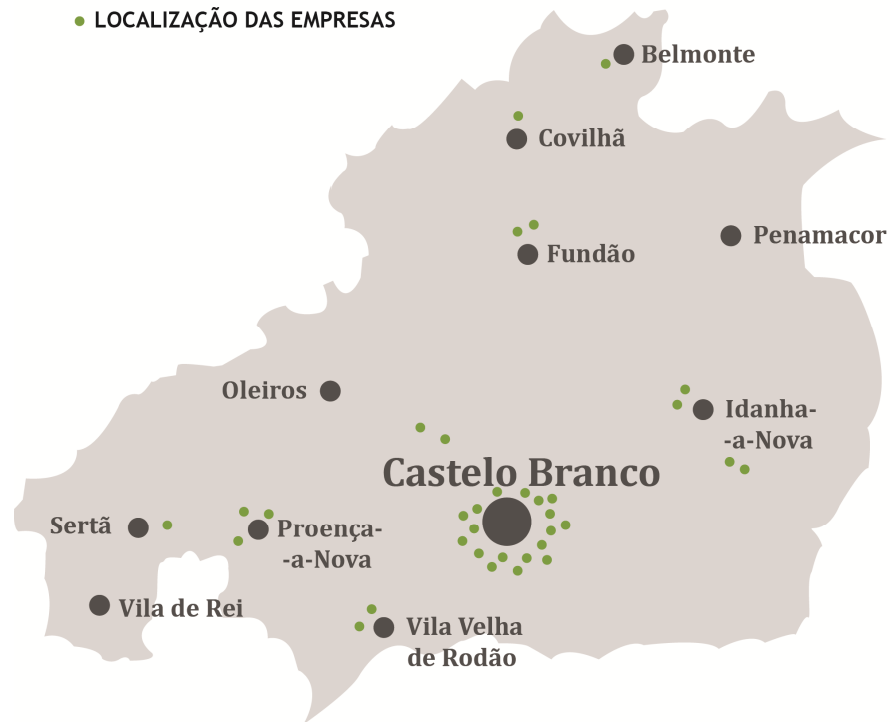 LOCALIZAÇÃO DAS EMPRESAS
Belmonte
Covilhã
Penamacor
Fundão
Oleiros
Idanha-
-a-Nova
Castelo Branco
Sertã
Proença-
-a-Nova
Vila de Rei
Vila Velha
de Rodão